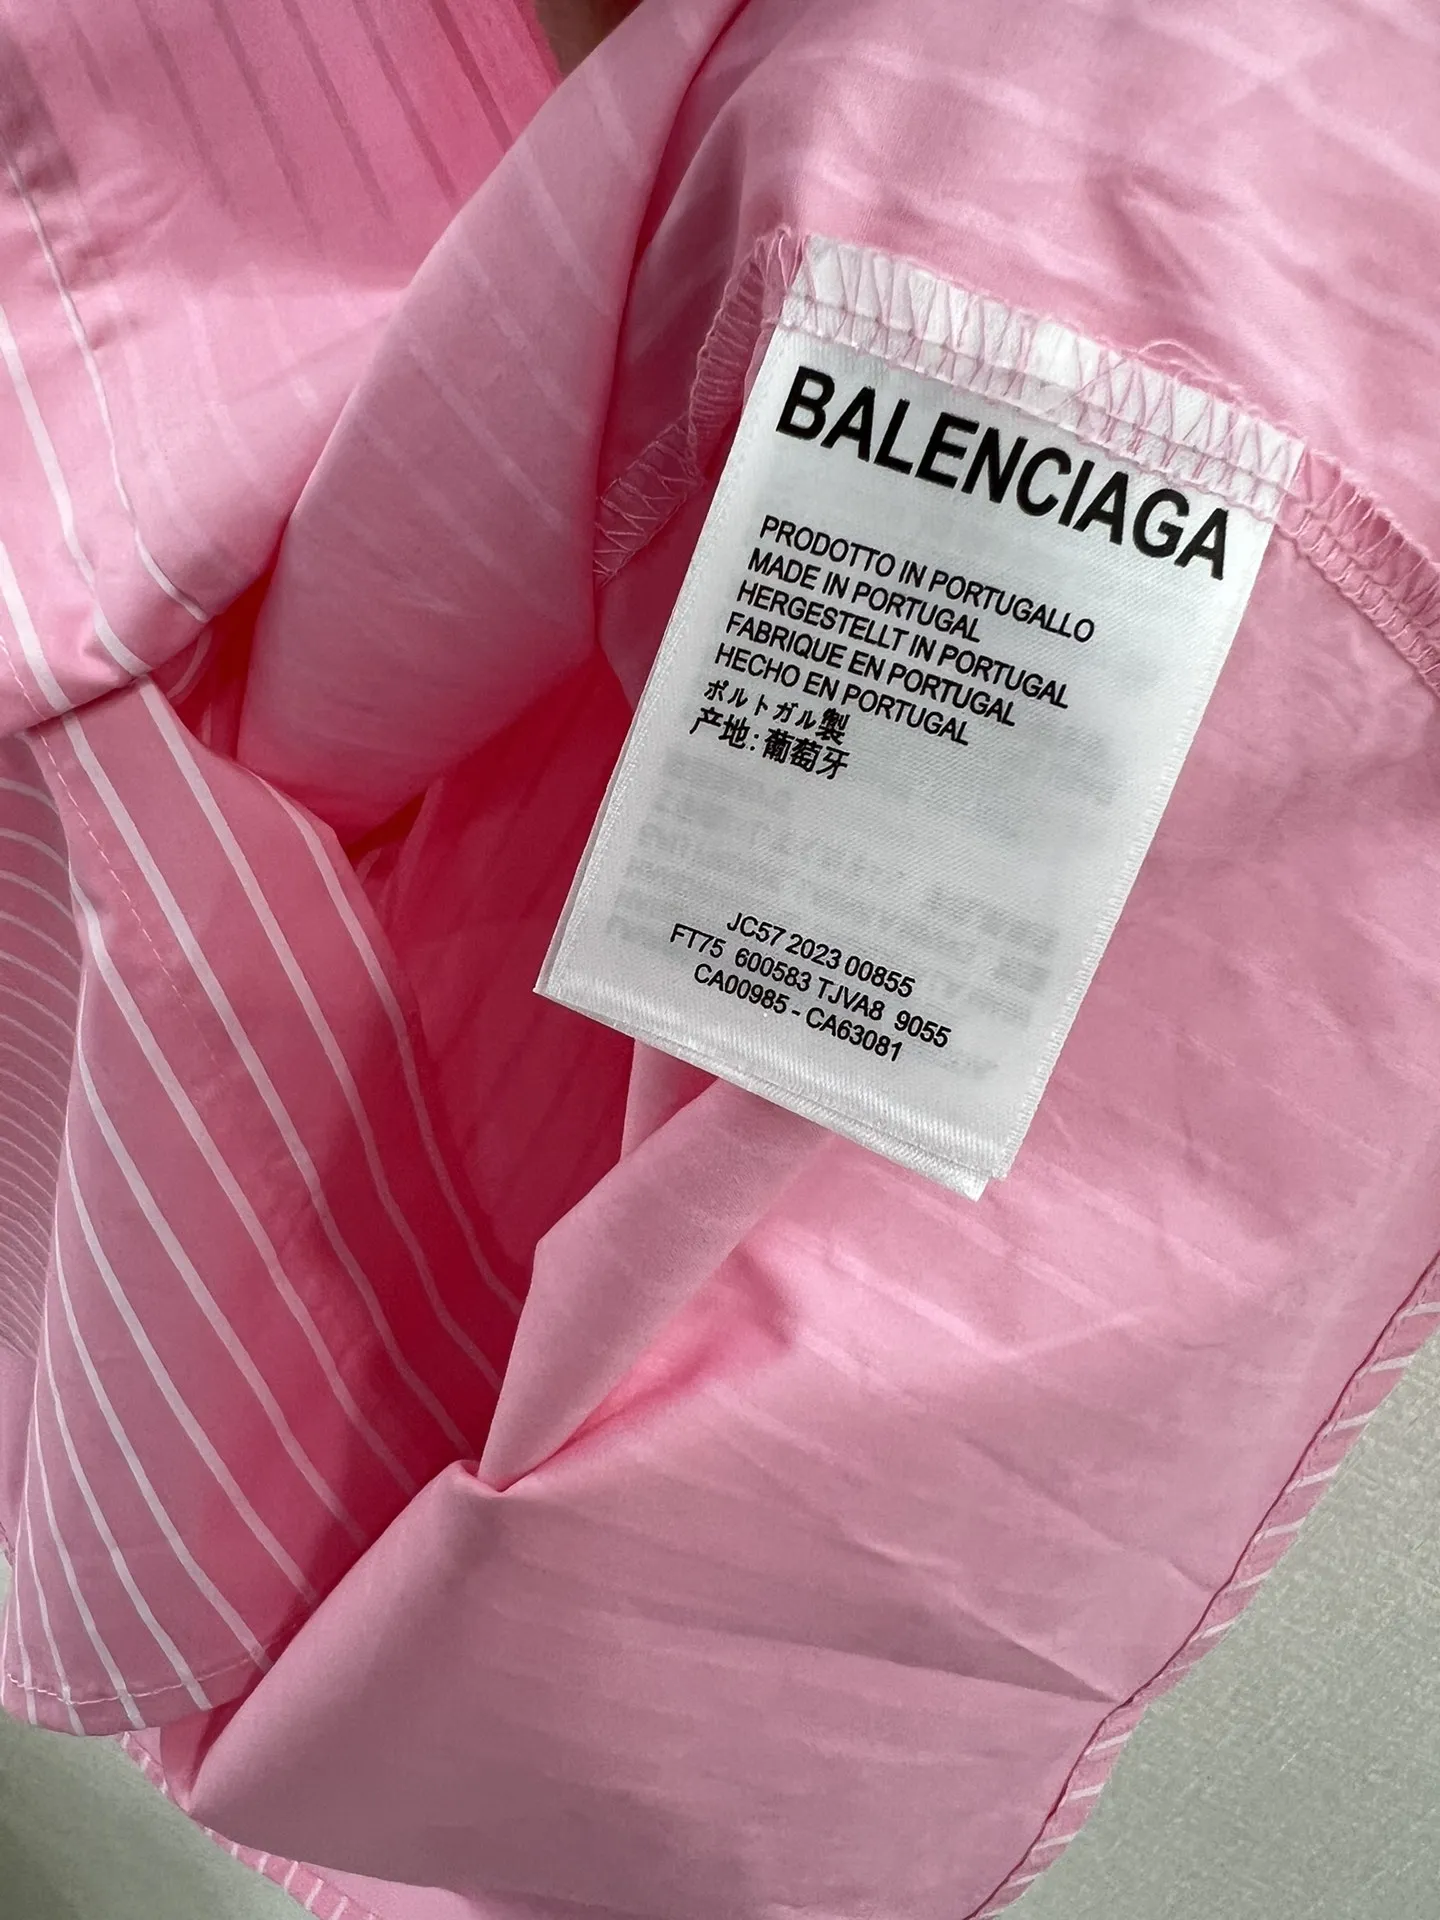 BALENCIAGA
PRODOTTO IN PORTUGALLO
MADE IN PORTUGAL
HERGESTELLT IN PORTUGAL
FABRIQUE EN PORTUGAL
HECHO EN PORTUGAL
ポルトガル製
产地:葡萄牙
JC57 2023 00855
FT75 600583 TJVA8 9055
CA00985 - CA63081